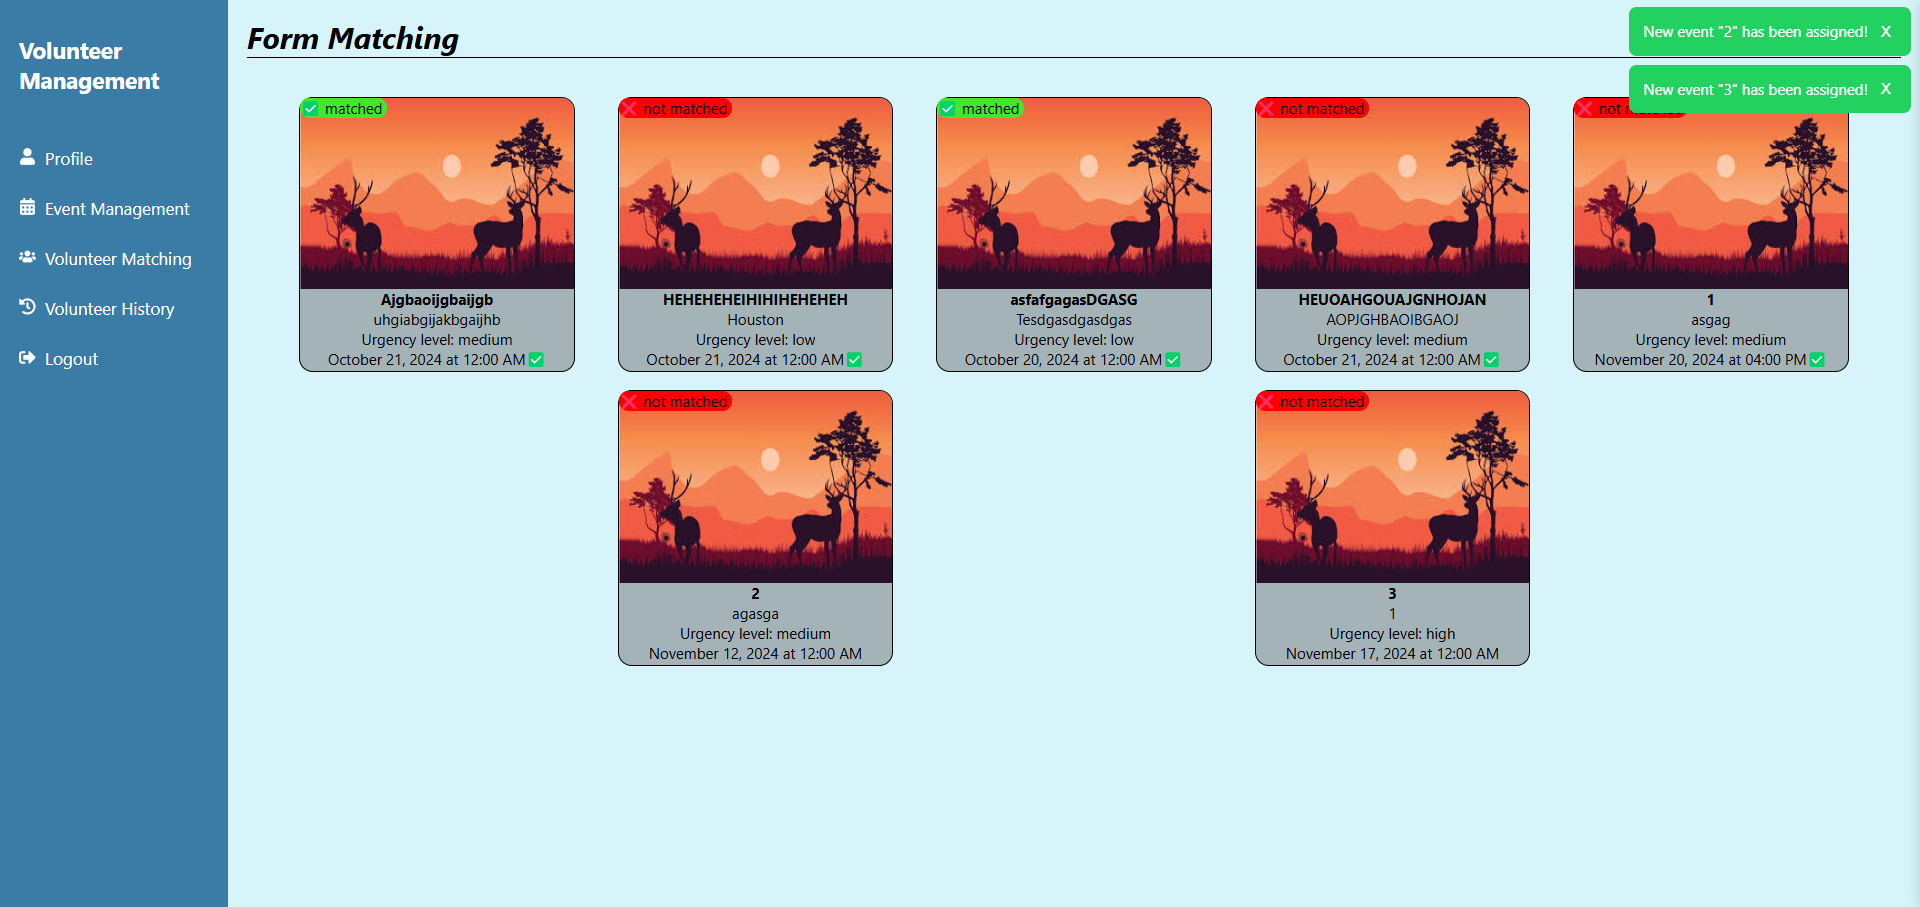 Volunteer
Management
Profile
Event Management
Volunteer Matching
Volunteer History
Logout
Form Matching
New event "2" has been assigned! X
New event "3" has been assigned! X
matched
Ajgbaoijgbaijgb
uhgiabgijakbgaijhb
Urgency level: medium
October 21, 2024 at 12:00 AM ✅
not matched
HEHEHEHEIHIHIHEHEHEH
Houston
Urgency level: low
October 21, 2024 at 12:00 AM ✅
matched
asfafgagasDGASG
Tesdgasdgasdgas
Urgency level: low
October 20, 2024 at 12:00 AM ✅
not matched
HEUOAHGOUAJGNHOJAN
AOPJGHBAOIBGAOJ
Urgency level: medium
October 21, 2024 at 12:00 AM ✅
not
1
asgag
Urgency level: medium
November 20, 2024 at 04:00 PM ✅
not matched
2
agasga
Urgency level: medium
November 12, 2024 at 12:00 AM
not matched
3
1
Urgency level: high
November 17, 2024 at 12:00 AM